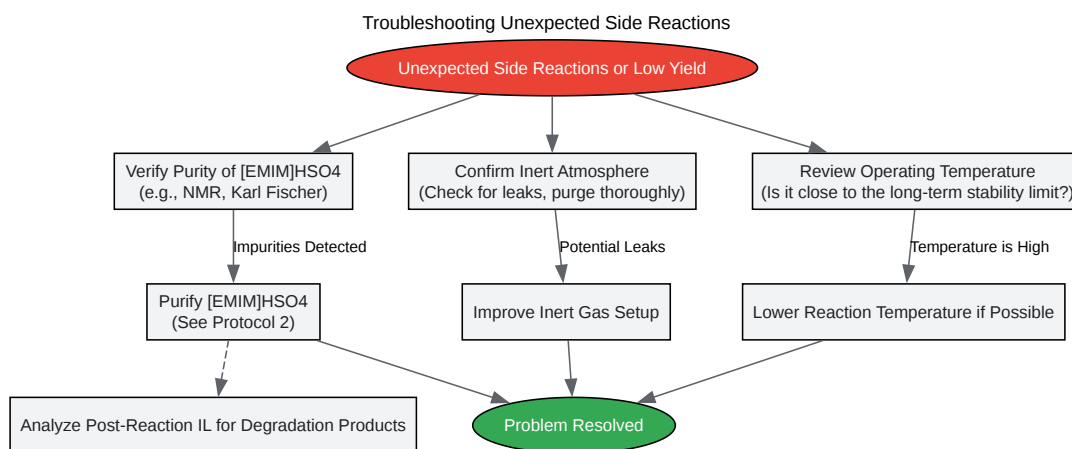 Troubleshooting Unexpected Side Reactions
Unexpected Side Reactions or Low Yield
Verify Purity of [EMIM]HSO4
(e.g., NMR, Karl Fischer)
Confirm Inert Atmosphere
(Check for leaks, purge thoroughly)
Review Operating Temperature
(Is it close to the long-term stability limit?)
Impurities Detected
Potential Leaks
Temperature is High
Purify [EMIM]HSO4
(See Protocol 2)
Improve Inert Gas Setup
Lower Reaction Temperature if Possible
Analyze Post-Reaction IL for Degradation Products
Problem Resolved